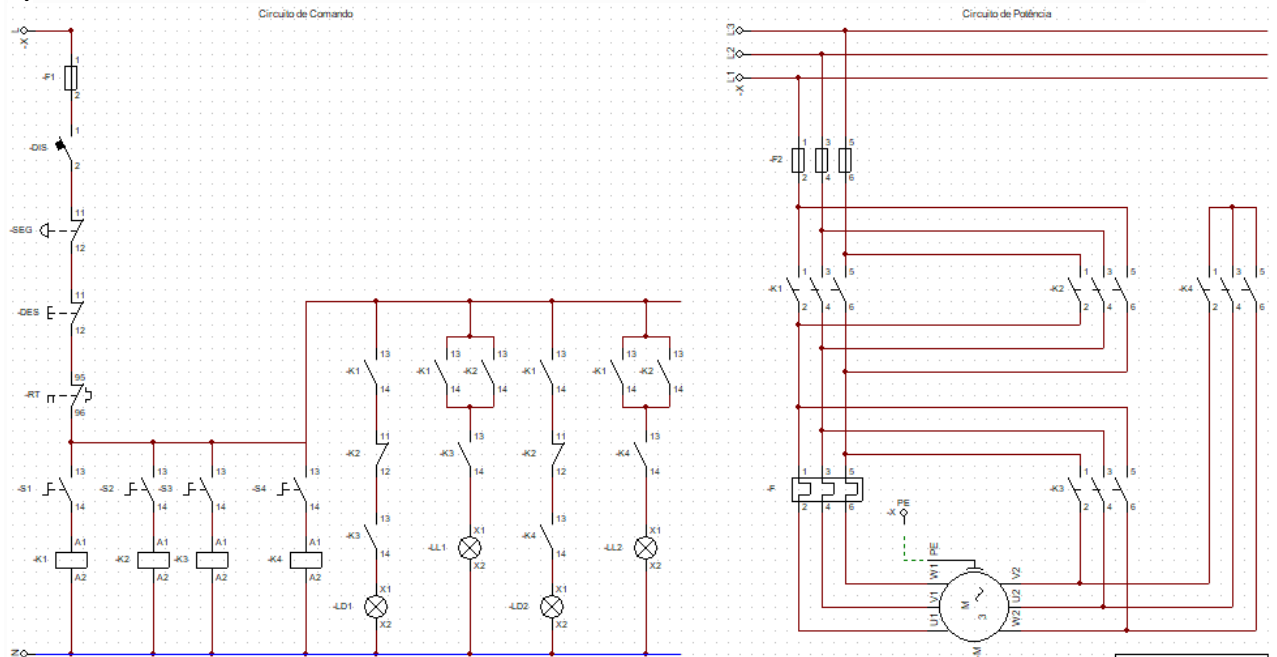 Circuito de Comando
Circuito de Potência
L
-X
1
-F1
2
1
-DIS
2
11
-SEG
12
11
-DES
12
95
-RT
96
13
-S1
14
13
-S2
14
13
-S3
14
13
-S4
14
A1
-K1
A2
A1
-K2
A2
A1
-K3
A2
A1
-K4
A2
N
13
-K1
14
11
-K2
12
13
-K3
14
X1
-LD1
X2
13
-K1
14
13
-K2
14
13
-K3
14
X1
-LL1
X2
13
-K1
14
11
-K2
12
13
-K4
14
X1
-LD2
X2
13
-K1
14
13
-K2
14
13
-K4
14
X1
-LL2
X2
L3
L2
L1
-X
1 3 5
-F2
2 4 6
1 3 5
-K1
2 4 6
1 3 5
-K2
2 4 6
1 3 5
-K4
2 4 6
1 3 5
-F
2 4 6
1 3 5
-K3
2 4 6
PE
-X
PE
W1
V1
U1
M
3
V2
U2
W2
-M